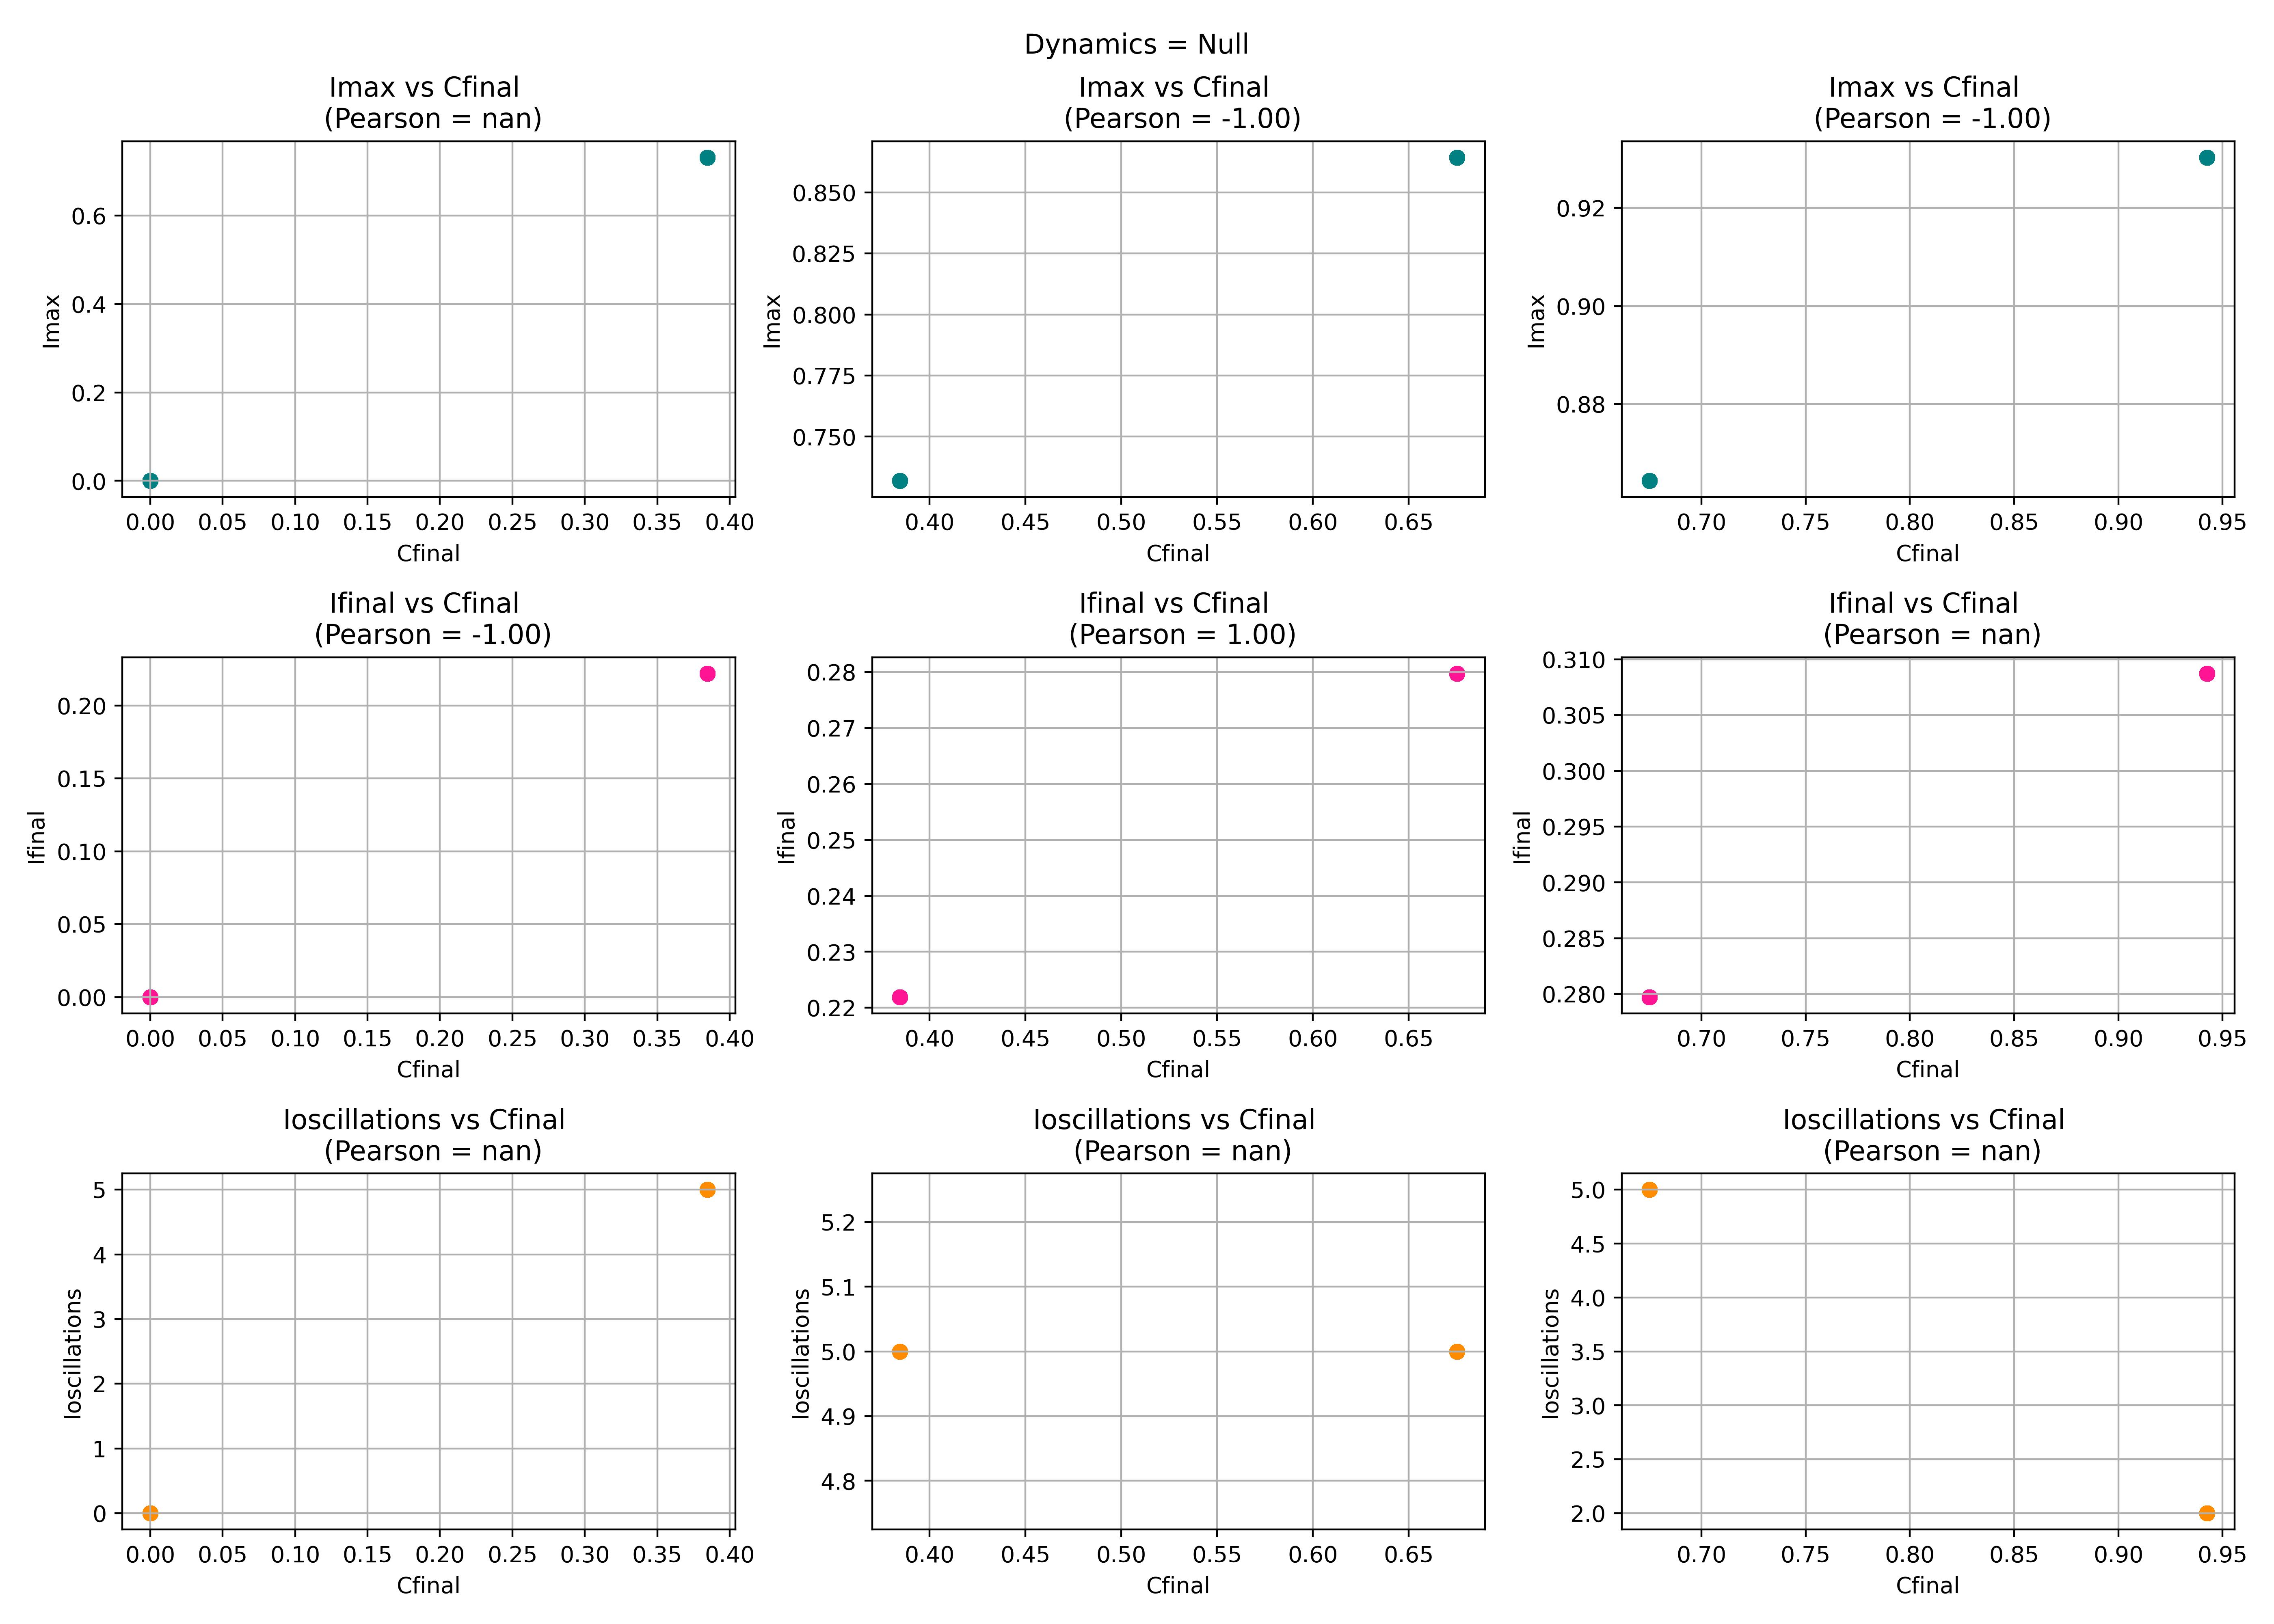 Dynamics = Null
Imax vs Cfinal
(Pearson = nan)
Imax
0.6
0.4
0.2
0.0
0.00 0.05 0.10 0.15 0.20 0.25 0.30 0.35 0.40
Cfinal
Imax vs Cfinal
(Pearson = -1.00)
Imax
0.850
0.825
0.800
0.775
0.750
0.40 0.45 0.50 0.55 0.60 0.65
Cfinal
Imax vs Cfinal
(Pearson = -1.00)
Imax
0.92
0.90
0.88
0.70 0.75 0.80 0.85 0.90 0.95
Cfinal
Ifinal vs Cfinal
(Pearson = -1.00)
Ifinal
0.20
0.15
0.10
0.05
0.00
0.00 0.05 0.10 0.15 0.20 0.25 0.30 0.35 0.40
Cfinal
Ifinal vs Cfinal
(Pearson = 1.00)
Ifinal
0.28
0.27
0.26
0.25
0.24
0.23
0.22
0.40 0.45 0.50 0.55 0.60 0.65
Cfinal
Ifinal vs Cfinal
(Pearson = nan)
Ifinal
0.310
0.305
0.300
0.295
0.290
0.285
0.280
0.70 0.75 0.80 0.85 0.90 0.95
Cfinal
Ioscillations vs Cfinal
(Pearson = nan)
Ioscillations
5
4
3
2
1
0
0.00 0.05 0.10 0.15 0.20 0.25 0.30 0.35 0.40
Cfinal
Ioscillations vs Cfinal
(Pearson = nan)
Ioscillations
5.2
5.1
5.0
4.9
4.8
0.40 0.45 0.50 0.55 0.60 0.65
Cfinal
Ioscillations vs Cfinal
(Pearson = nan)
Ioscillations
5.0
4.5
4.0
3.5
3.0
2.5
2.0
0.70 0.75 0.80 0.85 0.90 0.95
Cfinal